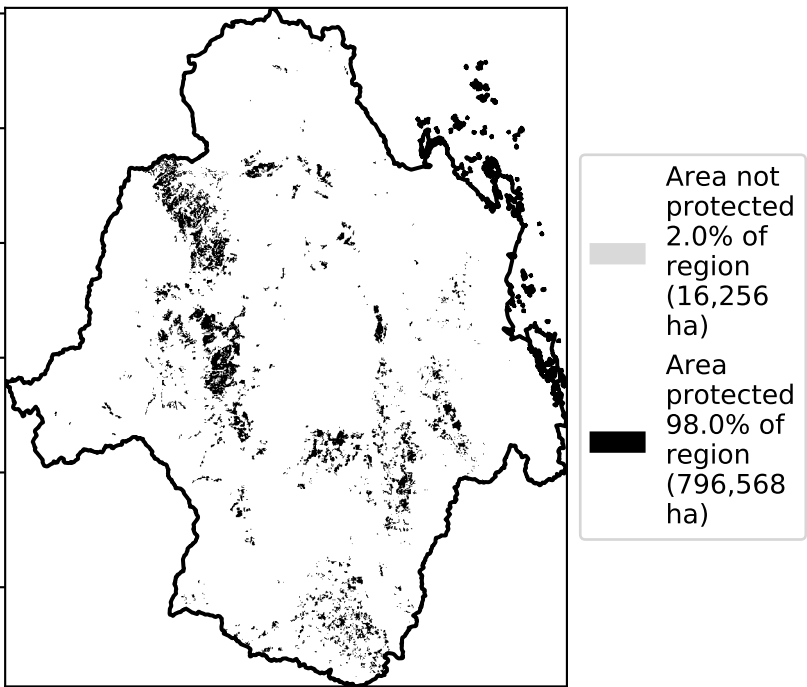 Area not
protected
2.0% of
region
(16,256
ha)
Area
protected
98.0% of
region
(796,568
ha)